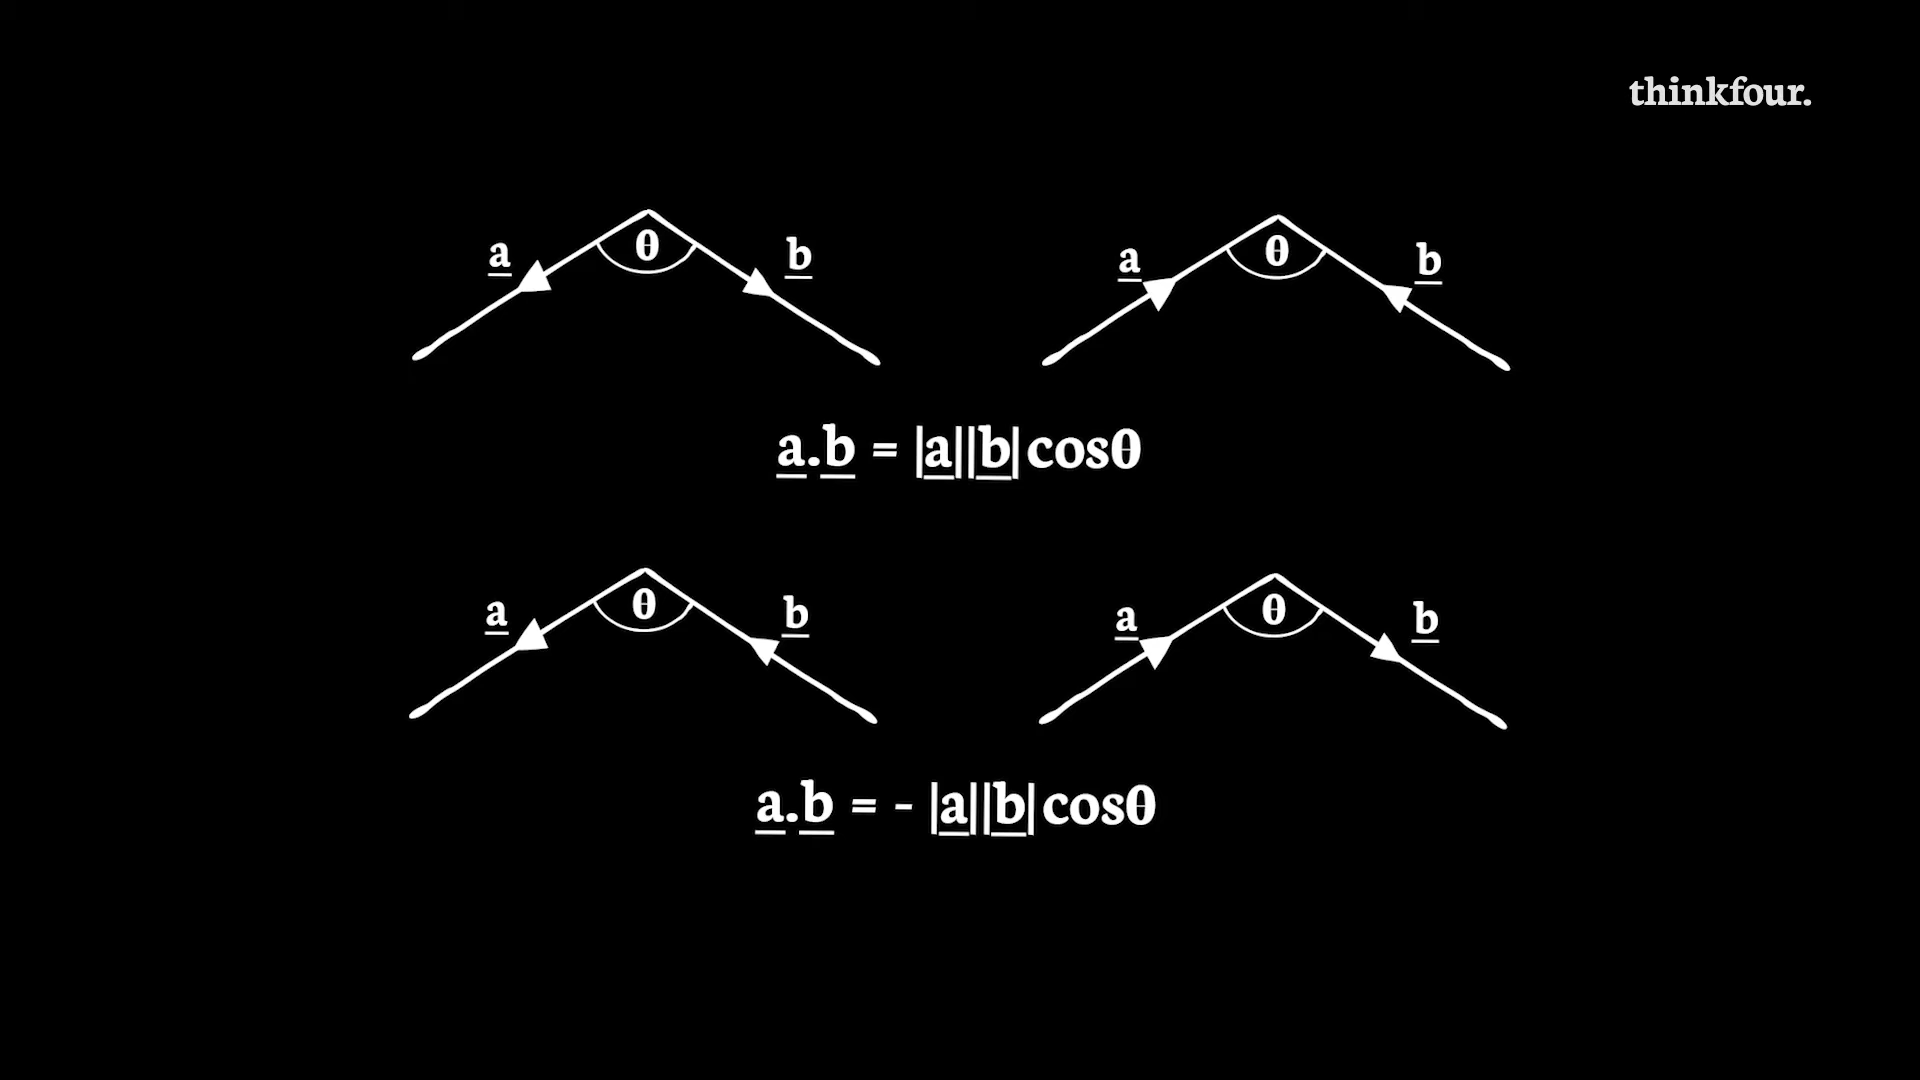 thinkfour.
a θ b
a θ b
a.b = |a||b|cosθ
a θ b
a θ b
a.b = - |a||b|cosθ